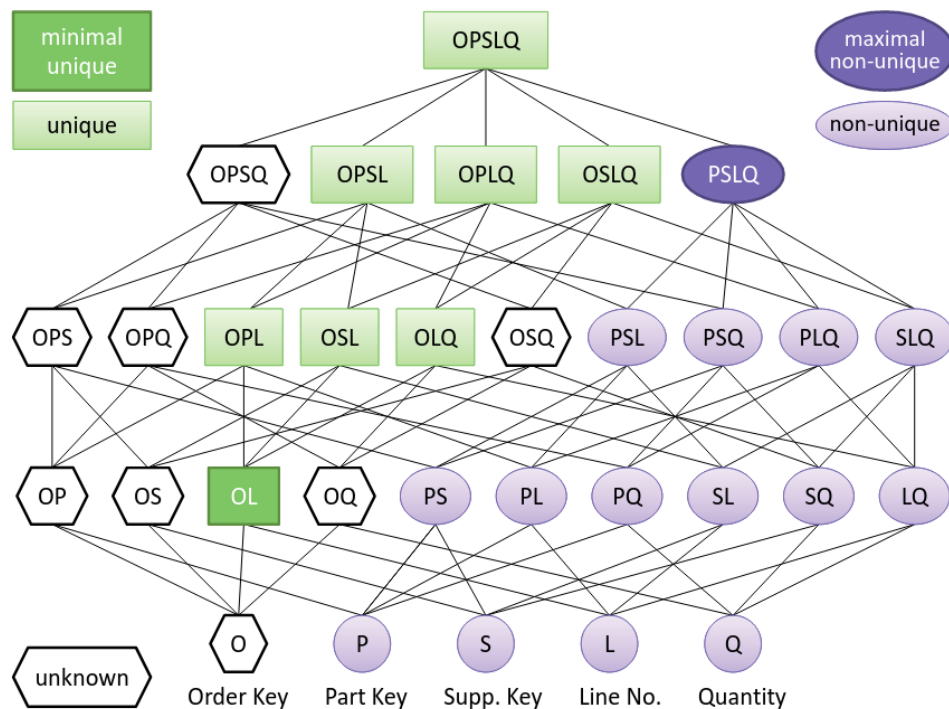 minimal
unique
OPSLQ
maximal
non-unique
unique
non-unique
OPSQ
OPSL
OPLQ
OSLQ
PSLQ
OPS
OPQ
OPL
OSL
OLQ
OSQ
PSL
PSQ
PLQ
SLQ
OP
OS
OL
OQ
PS
PL
PQ
SL
SQ
LQ
O
P
S
L
Q
unknown
Order Key
Part Key
Supp. Key
Line No.
Quantity